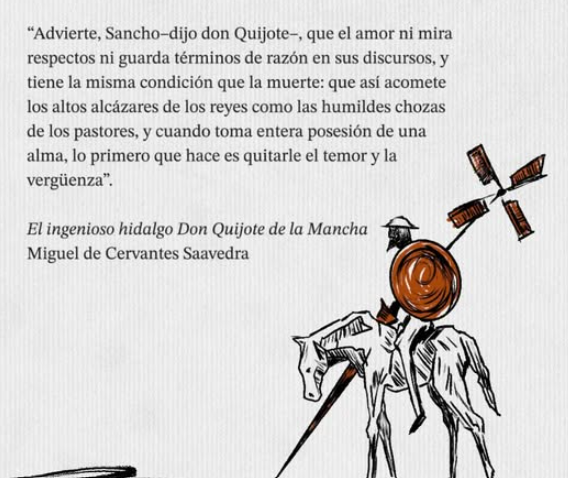 “Advierte, Sancho–dijo don Quijote–, que el amor ni mira
respectos ni guarda términos de razón en sus discursos, y
tiene la misma condición que la muerte: que así acomete
los altos alcázares de los reyes como las humildes chozas
de los pastores, y cuando toma entera posesión de una
alma, lo primero que hace es quitarle el temor y la
vergüenza”.
El ingenioso hidalgo Don Quijote de la Mancha
Miguel de Cervantes Saavedra